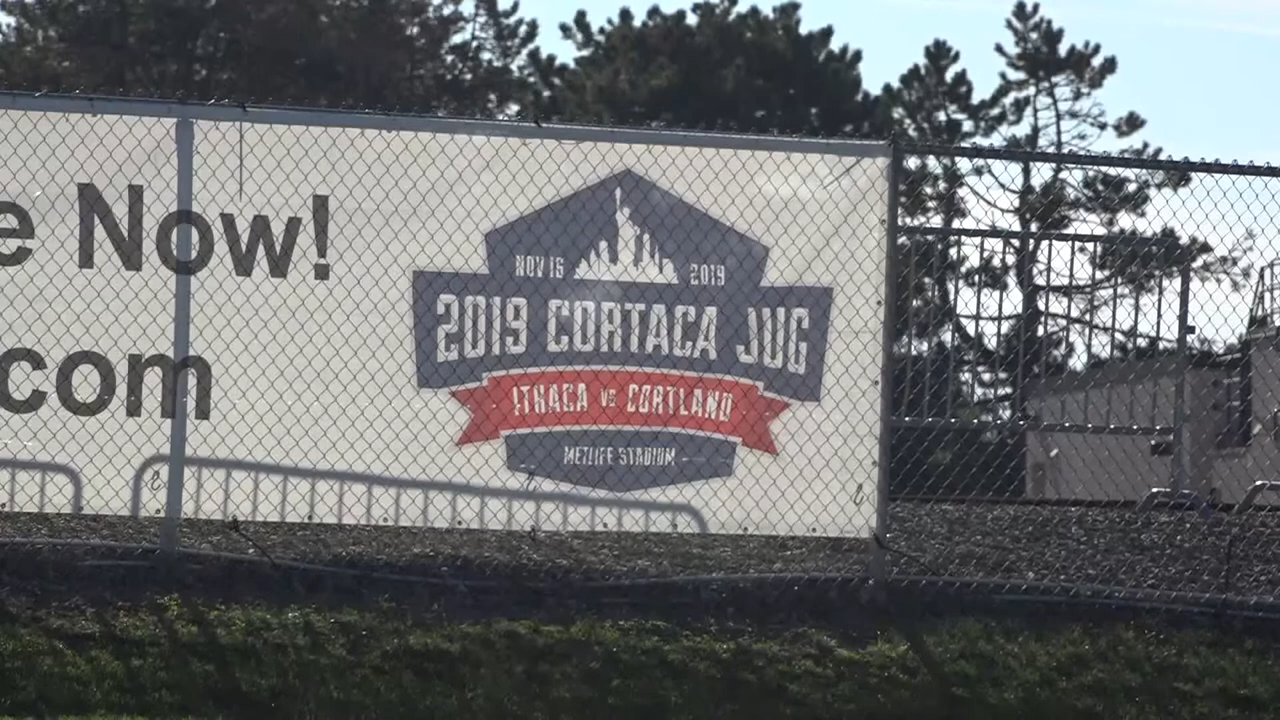 e Now!
.com
NOV 16 2019
2019 CORTACA JUG
ITHACA VS CORTLAND
METLIFE STADIUM